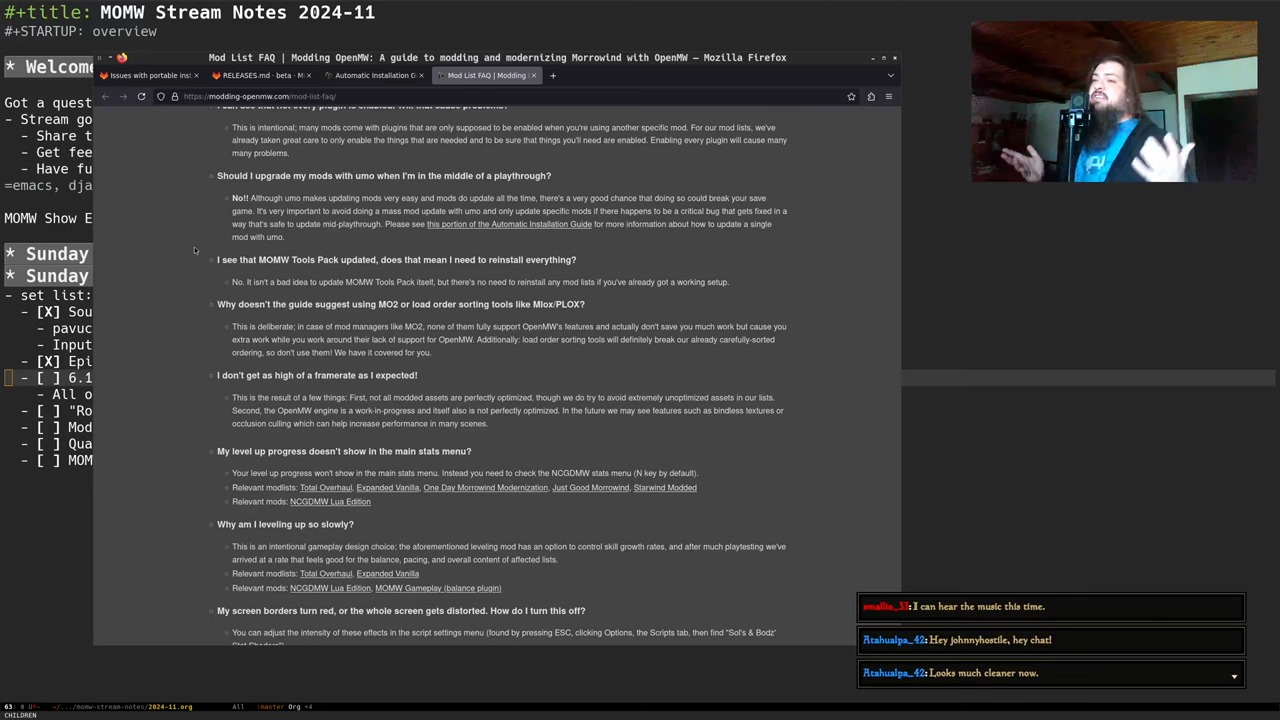 #+title: MOMW Stream Notes 2024-11
#+STARTUP: overview
* Welcome
Got a quest
- Stream go
- Share t
- Get fee
- Have fu
=emacs, dja
MOMW Show E
* Sunday
* Sunday
- set list:
- [X] Sou
- pavuc
- Input
- [X] Epi
- [ ] 6.1
- All o
- [ ] "Ro
- [ ] Mod
- [ ] Qua
- [ ] MOM
Mod List FAQ | Modding OpenMW: A guide to modding and modernizing Morrowind with OpenMW — Mozilla Firefox
Issues with portable inst
RELEASES.md · beta · M
Automatic Installation G
Mod List FAQ | Modding
https://modding-openmw.com/mod-list-faq/
I can see that not every plugin is enabled. Will that cause problems?
This is intentional; many mods come with plugins that are only supposed to be enabled when you're using another specific mod. For our mod lists, we've
already taken great care to only enable the things that are needed and to be sure that things you'll need are enabled. Enabling every plugin will cause many
many problems.
Should I upgrade my mods with umo when I'm in the middle of a playthrough?
No!! Although umo makes updating mods very easy and mods do update all the time, there's a very good chance that doing so could break your save
game. It's very important to avoid doing a mass mod update with umo and only update specific mods if there happens to be a critical bug that gets fixed in a
way that's safe to update mid-playthrough. Please see this portion of the Automatic Installation Guide for more information about how to update a single
mod with umo.
I see that MOMW Tools Pack updated, does that mean I need to reinstall everything?
No. It isn't a bad idea to update MOMW Tools Pack itself, but there's no need to reinstall any mod lists if you've already got a working setup.
Why doesn't the guide suggest using MO2 or load order sorting tools like Mlox/PLOX?
This is deliberate; in case of mod managers like MO2, none of them fully support OpenMW's features and actually don't save you much work but cause you
extra work while you work around their lack of support for OpenMW. Additionally: load order sorting tools will definitely break our already carefully-sorted
ordering, so don't use them! We have it covered for you.
I don't get as high of a framerate as I expected!
This is the result of a few things: First, not all modded assets are perfectly optimized, though we do try to avoid extremely unoptimized assets in our lists.
Second, the OpenMW engine is a work-in-progress and itself also is not perfectly optimized. In the future we may see features such as bindless textures or
occlusion culling which can help increase performance in many scenes.
My level up progress doesn't show in the main stats menu?
Your level up progress won't show in the main stats menu. Instead you need to check the NCGDMW stats menu (N key by default).
Relevant modlists: Total Overhaul, Expanded Vanilla, One Day Morrowind Modernization, Just Good Morrowind, Starwind Modded
Relevant mods: NCGDMW Lua Edition
Why am I leveling up so slowly?
This is an intentional gameplay design choice; the aforementioned leveling mod has an option to control skill growth rates, and after much playtesting we've
arrived at a rate that feels good for the balance, pacing, and overall content of affected lists.
Relevant modlists: Total Overhaul, Expanded Vanilla
Relevant mods: NCGDMW Lua Edition, MOMW Gameplay (balance plugin)
My screen borders turn red, or the whole screen gets distorted. How do I turn this off?
You can adjust the intensity of these effects in the script settings menu (found by pressing ESC, clicking Options, the Scripts tab, then find "Sol's & Bodz'
smallio_33: I can hear the music this time.
Atahualpa_42: Hey johnnyhostile, hey chat!
Atahualpa_42: Looks much cleaner now.
63: 0 U*- ~/.../momw-stream-notes/2024-11.org All :master Org +4
CHILDREN